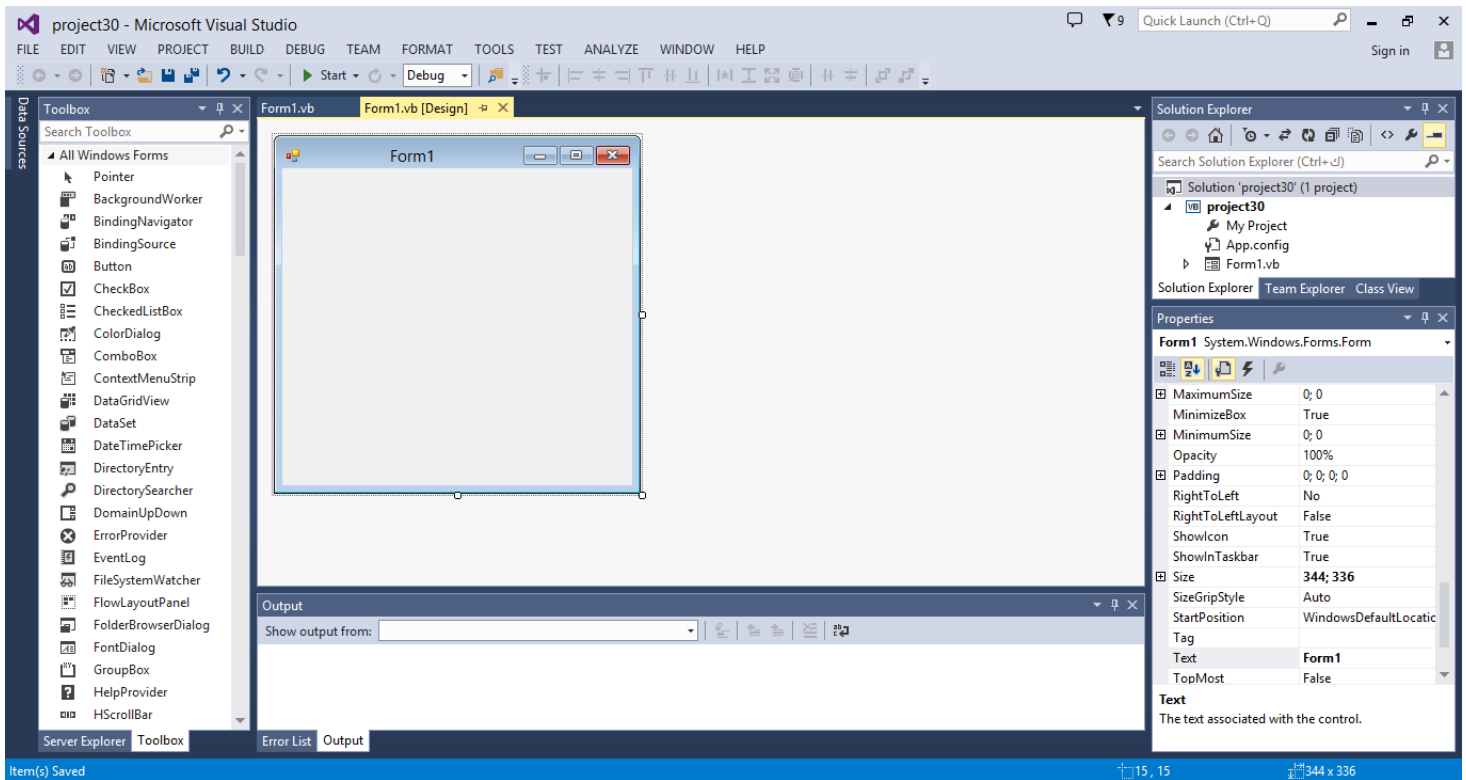 project30 - Microsoft Visual Studio
9
Quick Launch (Ctrl+Q)
FILE EDIT VIEW PROJECT BUILD DEBUG TEAM FORMAT TOOLS TEST ANALYZE WINDOW HELP
Sign in
Start
Debug
Data Sources
Toolbox
Search Toolbox
All Windows Forms
Pointer
BackgroundWorker
BindingNavigator
BindingSource
Button
CheckBox
CheckedListBox
ColorDialog
ComboBox
ContextMenuStrip
DataGridView
DataSet
DateTimePicker
DirectoryEntry
DirectorySearcher
DomainUpDown
ErrorProvider
EventLog
FileSystemWatcher
FlowLayoutPanel
FolderBrowserDialog
FontDialog
GroupBox
HelpProvider
HScrollBar
Server Explorer Toolbox
Form1.vb Form1.vb [Design]
Form1
Output
Show output from:
Error List Output
Solution Explorer
Search Solution Explorer (Ctrl+ك)
Solution 'project30' (1 project)
VB project30
My Project
App.config
Form1.vb
Solution Explorer Team Explorer Class View
Properties
Form1 System.Windows.Forms.Form
MaximumSize 0; 0
MinimizeBox True
MinimumSize 0; 0
Opacity 100%
Padding 0; 0; 0; 0
RightToLeft No
RightToLeftLayout False
ShowIcon True
ShowInTaskbar True
Size 344; 336
SizeGripStyle Auto
StartPosition WindowsDefaultLocatic
Tag
Text Form1
TopMost False
Text
The text associated with the control.
Item(s) Saved
15 , 15
344 x 336